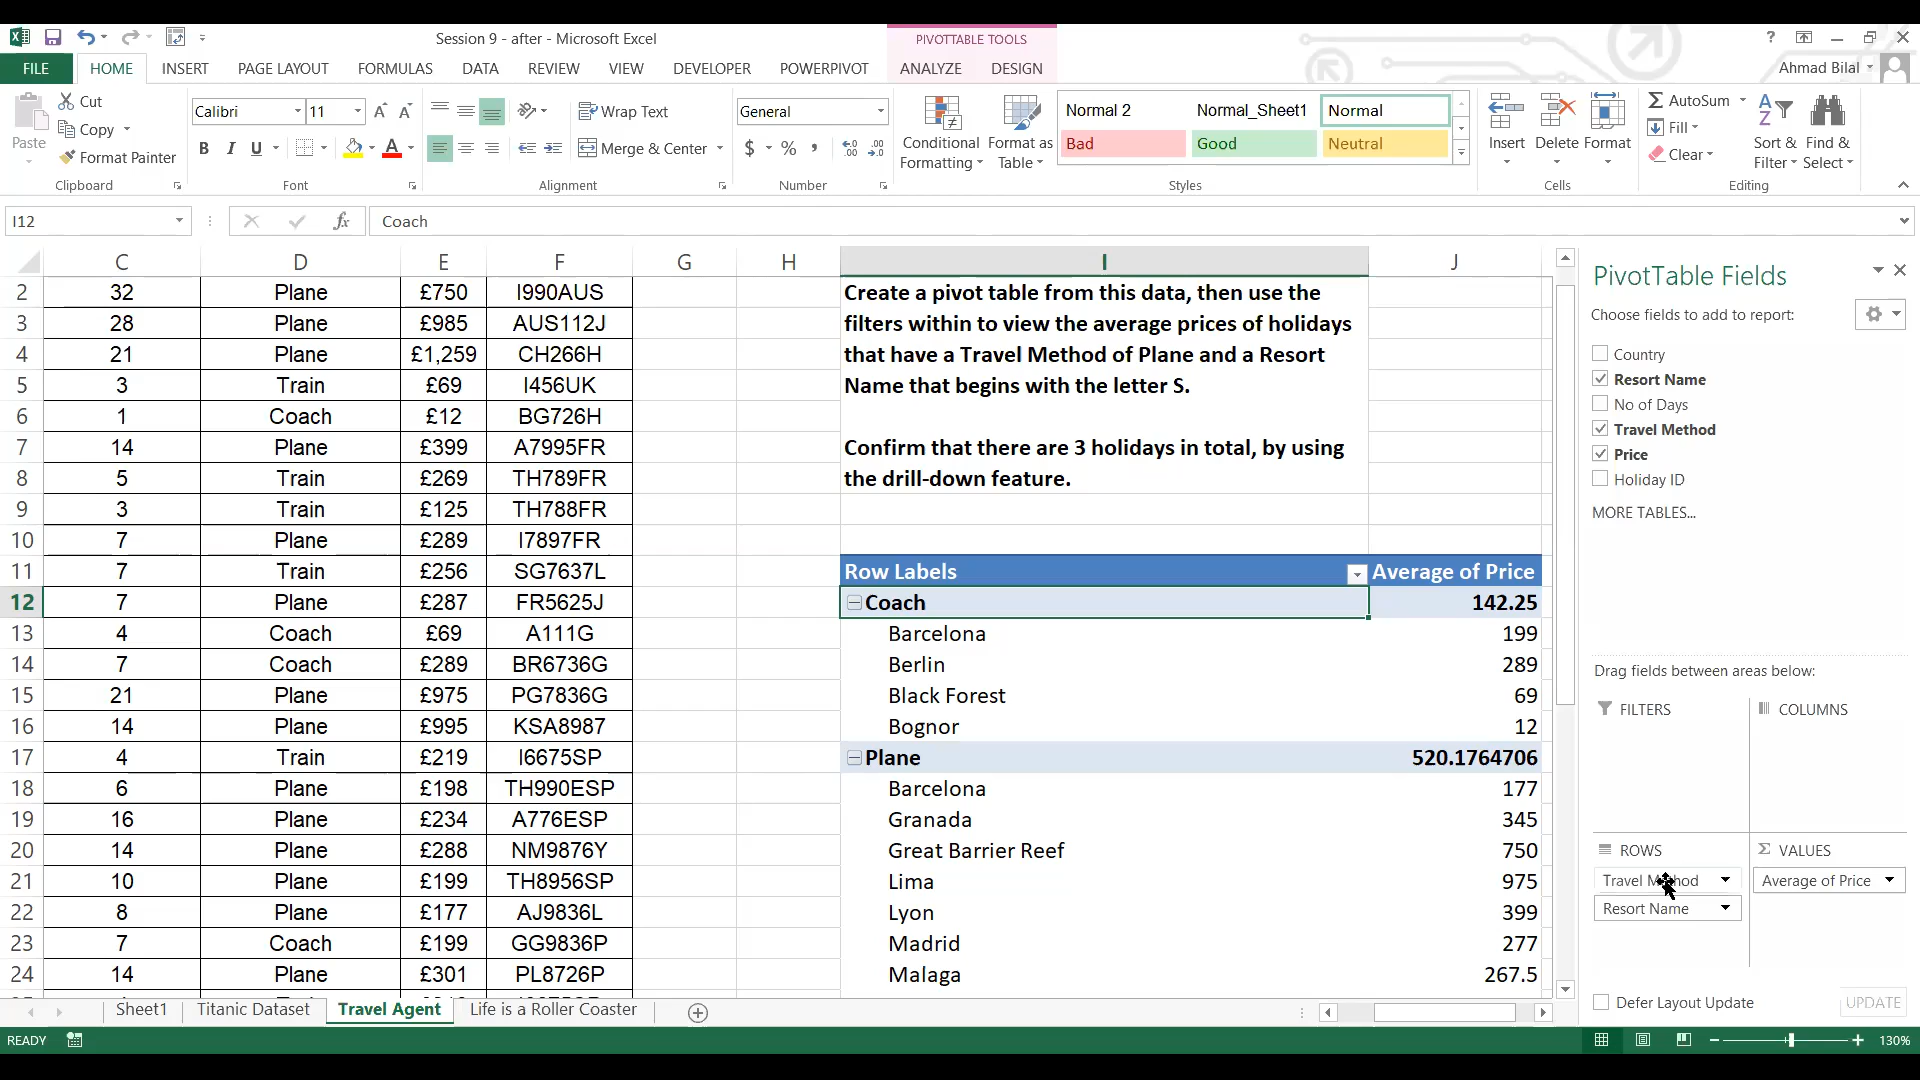 Session 9 - after - Microsoft Excel
PIVOTTABLE TOOLS
?
FILE HOME INSERT PAGE LAYOUT FORMULAS DATA REVIEW VIEW DEVELOPER POWERPIVOT ANALYZE DESIGN Ahmad Bilal
Paste
Cut
Copy
Format Painter
Clipboard
Calibri 11
B I U A
Font
Wrap Text
Merge & Center
Alignment
General
$ % ,
Number
Conditional Formatting
Format as Table
Normal 2 Normal_Sheet1 Normal
Bad Good Neutral
Styles
Insert Delete Format
Cells
AutoSum
Fill
Clear
Sort & Filter
Find & Select
Editing
I12 fx Coach
C D E F G H I J
2 32 Plane £750 I990AUS Create a pivot table from this data, then use the
3 28 Plane £985 AUS112J filters within to view the average prices of holidays
4 21 Plane £1,259 CH266H that have a Travel Method of Plane and a Resort
5 3 Train £69 I456UK Name that begins with the letter S.
6 1 Coach £12 BG726H
7 14 Plane £399 A7995FR Confirm that there are 3 holidays in total, by using
8 5 Train £269 TH789FR the drill-down feature.
9 3 Train £125 TH788FR
10 7 Plane £289 I7897FR
11 7 Train £256 SG7637L Row Labels Average of Price
12 7 Plane £287 FR5625J Coach 142.25
13 4 Coach £69 A111G Barcelona 199
14 7 Coach £289 BR6736G Berlin 289
15 21 Plane £975 PG7836G Black Forest 69
16 14 Plane £995 KSA8987 Bognor 12
17 4 Train £219 I6675SP Plane 520.1764706
18 6 Plane £198 TH990ESP Barcelona 177
19 16 Plane £234 A776ESP Granada 345
20 14 Plane £288 NM9876Y Great Barrier Reef 750
21 10 Plane £199 TH8956SP Lima 975
22 8 Plane £177 AJ9836L Lyon 399
23 7 Coach £199 GG9836P Madrid 277
24 14 Plane £301 PL8726P Malaga 267.5
PivotTable Fields
Choose fields to add to report:
Country
Resort Name
No of Days
Travel Method
Price
Holiday ID
MORE TABLES...
Drag fields between areas below:
FILTERS COLUMNS
ROWS VALUES
Travel Method Average of Price
Resort Name
Defer Layout Update UPDATE
Sheet1 Titanic Dataset Travel Agent Life is a Roller Coaster
READY 130%